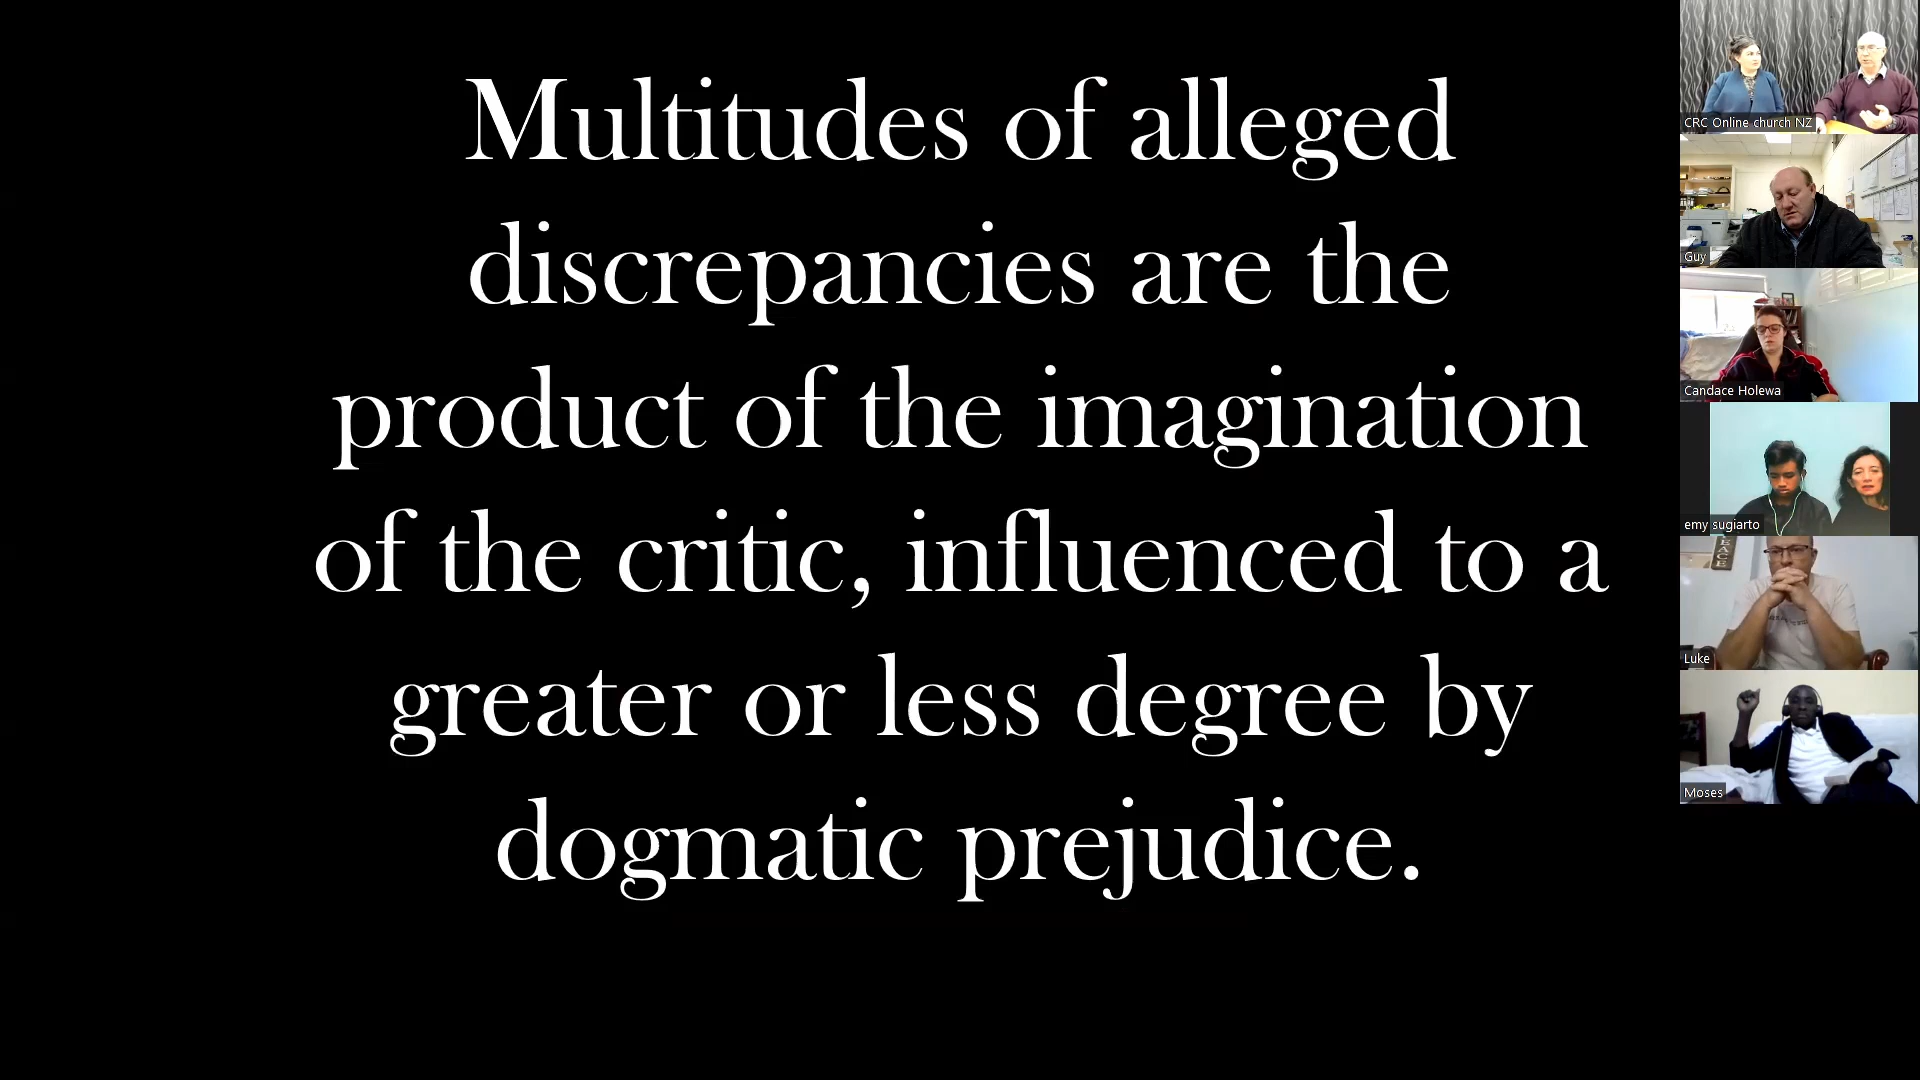 Multitudes of alleged
discrepancies are the
product of the imagination
of the critic, influenced to a
greater or less degree by
dogmatic prejudice.
CRC Online church NZ
Guy
Candace Holewa
emy sugiarto
EACE
Luke
Moses